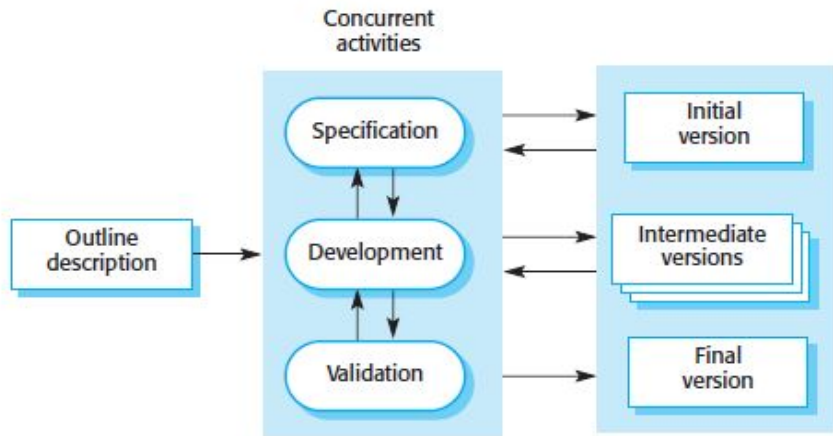 Concurrent
activities
Specification
Initial
version
Outline
description
Development
Intermediate
versions
Validation
Final
version